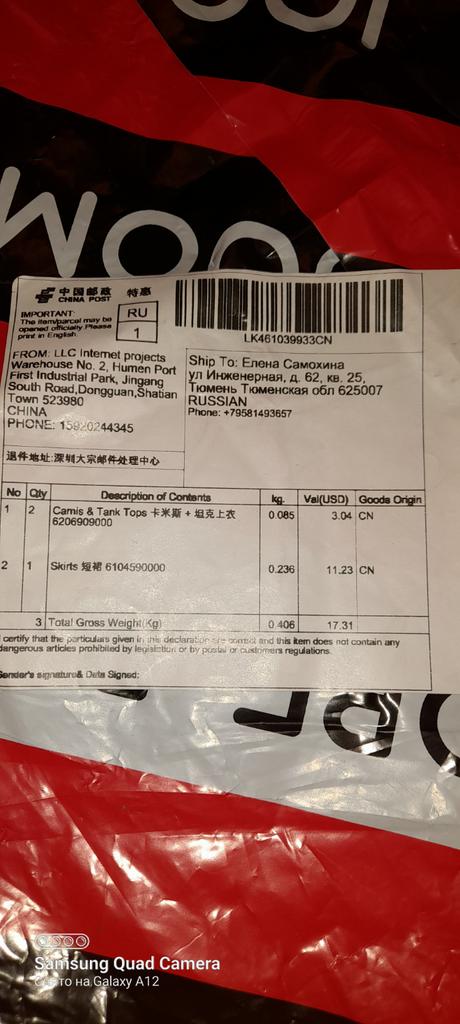 WOOW
中国邮政
CHINA POST
特惠
IMPORTANT:
The item/parcel may be
opened officially Please
print in English.
RU
1
LK461039933CN
FROM: LLC Internet projects
Warehouse No. 2, Humen Port
First Industrial Park, Jingang
South Road,Dongguan,Shatian
Town 523980
CHINA
PHONE: 15920244345
Ship To: Елена Самохина
ул Инженерная, д. 62, кв. 25,
Тюмень Тюменская обл 625007
RUSSIAN
Phone: +79581493657
退件地址:深圳大宗邮件处理中心
No Qty Description of Contents kg. Val(USD) Goods Origin
1 2 Camis & Tank Tops 卡米斯 + 坦克上衣 0.085 3.04 CN
6206909000
2 1 Skirts 短裙 6104590000 0.236 11.23 CN
3 Total Gross Weight(Kg) 0.406 17.31
I certify that the particulars given in this declaration are correct and this item does not contain any
dangerous articles prohibited by legislation or by postal or customers regulations.
Sender's signature& Data Signed:
Samsung Quad Camera
Снято на Galaxy A12